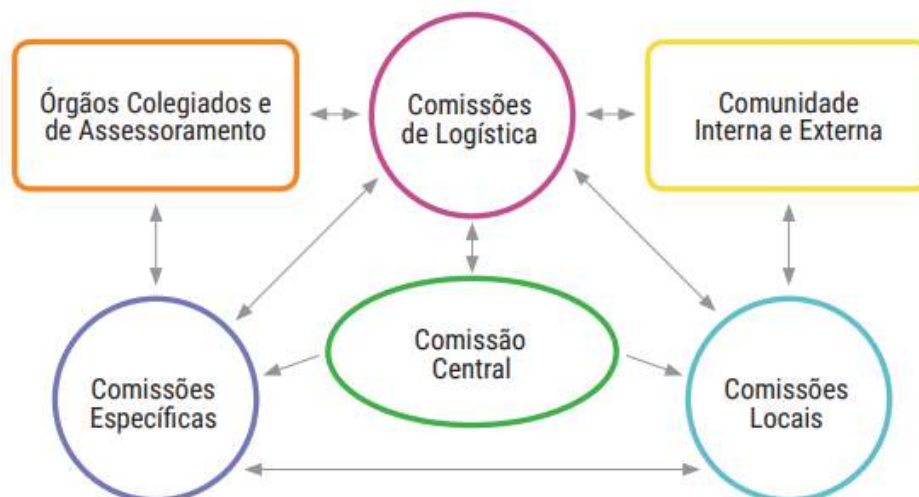 Órgãos Colegiados e
de Assessoramento
Comissões
de Logística
Comunidade
Interna e Externa
Comissão
Central
Comissões
Específicas
Comissões
Locais